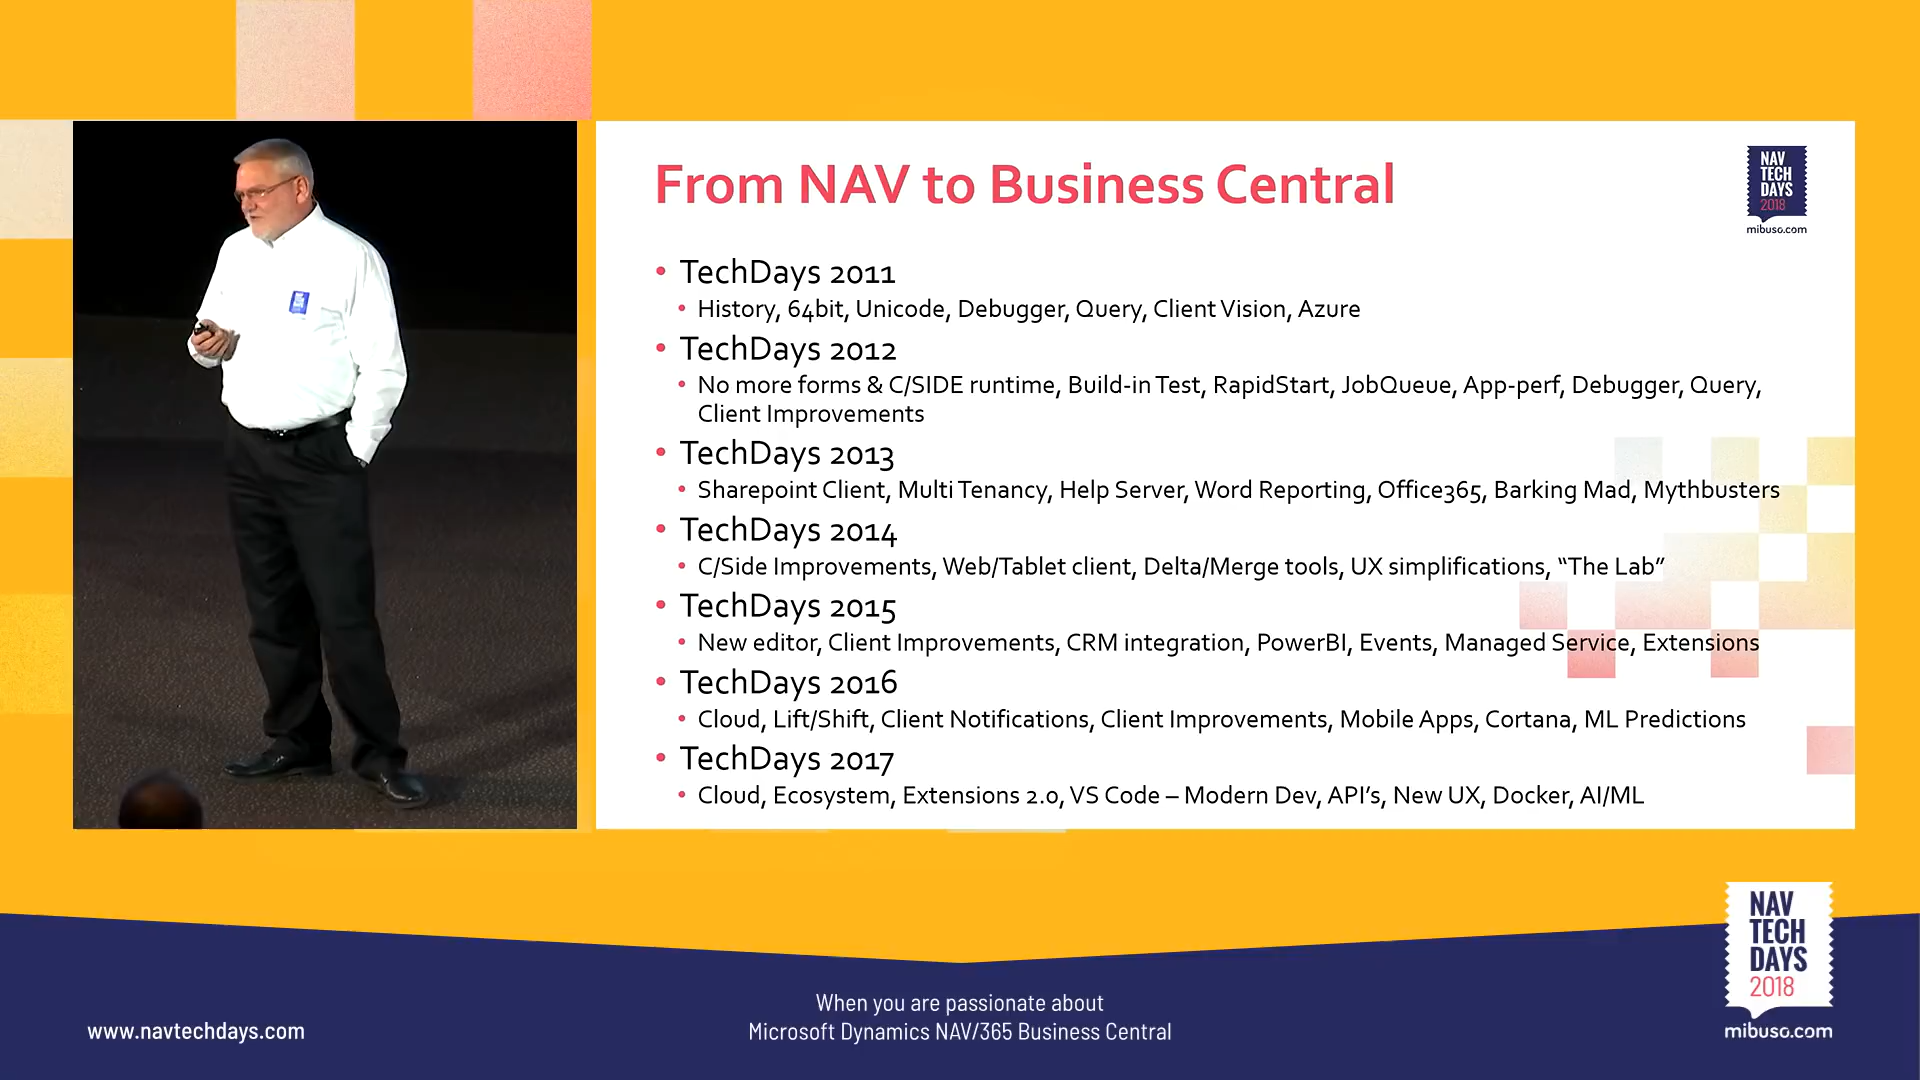 From NAV to Business Central
NAV
TECH
DAYS
2018
mibuso.com
• TechDays 2011
• History, 64bit, Unicode, Debugger, Query, Client Vision, Azure
• TechDays 2012
• No more forms & C/SIDE runtime, Build-in Test, RapidStart, JobQueue, App-perf, Debugger, Query,
Client Improvements
• TechDays 2013
• Sharepoint Client, Multi Tenancy, Help Server, Word Reporting, Office365, Barking Mad, Mythbusters
• TechDays 2014
• C/Side Improvements, Web/Tablet client, Delta/Merge tools, UX simplifications, “The Lab”
• TechDays 2015
• New editor, Client Improvements, CRM integration, PowerBI, Events, Managed Service, Extensions
• TechDays 2016
• Cloud, Lift/Shift, Client Notifications, Client Improvements, Mobile Apps, Cortana, ML Predictions
• TechDays 2017
• Cloud, Ecosystem, Extensions 2.0, VS Code – Modern Dev, API’s, New UX, Docker, AI/ML
www.navtechdays.com
When you are passionate about
Microsoft Dynamics NAV/365 Business Central
NAV
TECH
DAYS
2018
mibuso.com